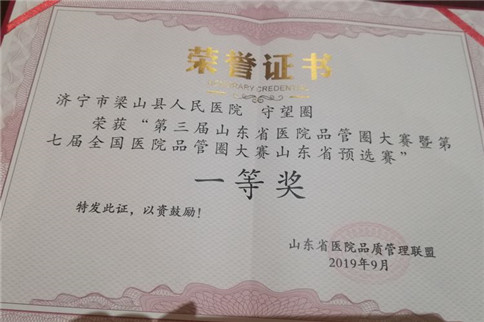 荣誉证书
HONORARY CREDENTIAL
济宁市梁山县人民医院 守望圈
荣获“第三届山东省医院品管圈大赛暨第
七届全国医院品管圈大赛山东省预选赛”
一等奖
特发此证，以资鼓励！
山东省医院品质管理联盟
2019年9月